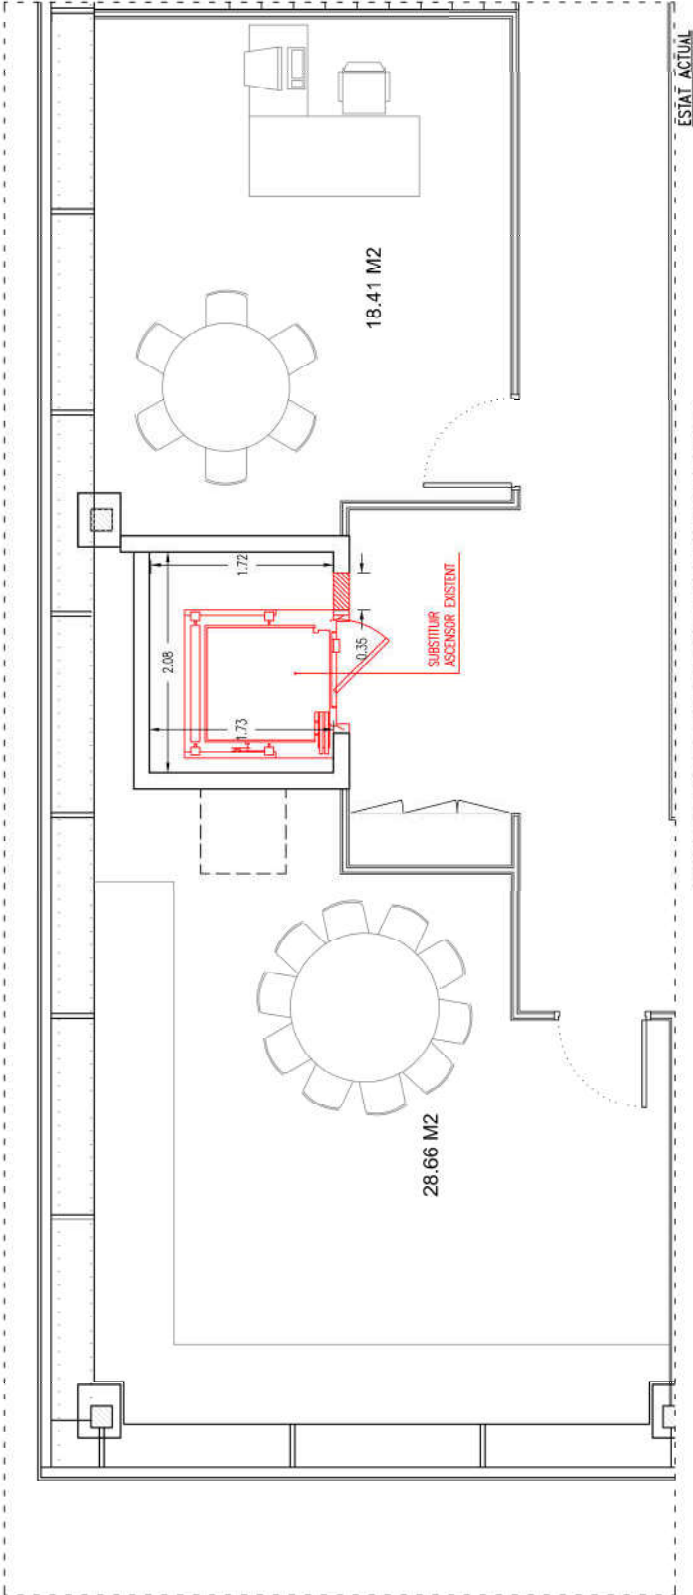 ESTAT ACTUAL
18.41 M2
1.72
2.08
1.73
0.35
SUBSTITUIR
ASCENSOR EXISTENT
28.66 M2